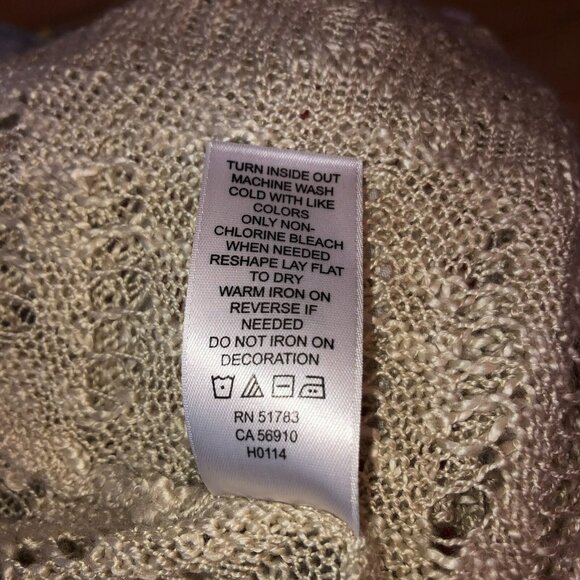 TURN INSIDE OUT
MACHINE WASH
COLD WITH LIKE
COLORS
ONLY NON-
CHLORINE BLEACH
WHEN NEEDED
RESHAPE LAY FLAT
TO DRY
WARM IRON ON
REVERSE IF
NEEDED
DO NOT IRON ON
DECORATION
RN 51783
CA 56910
H0114